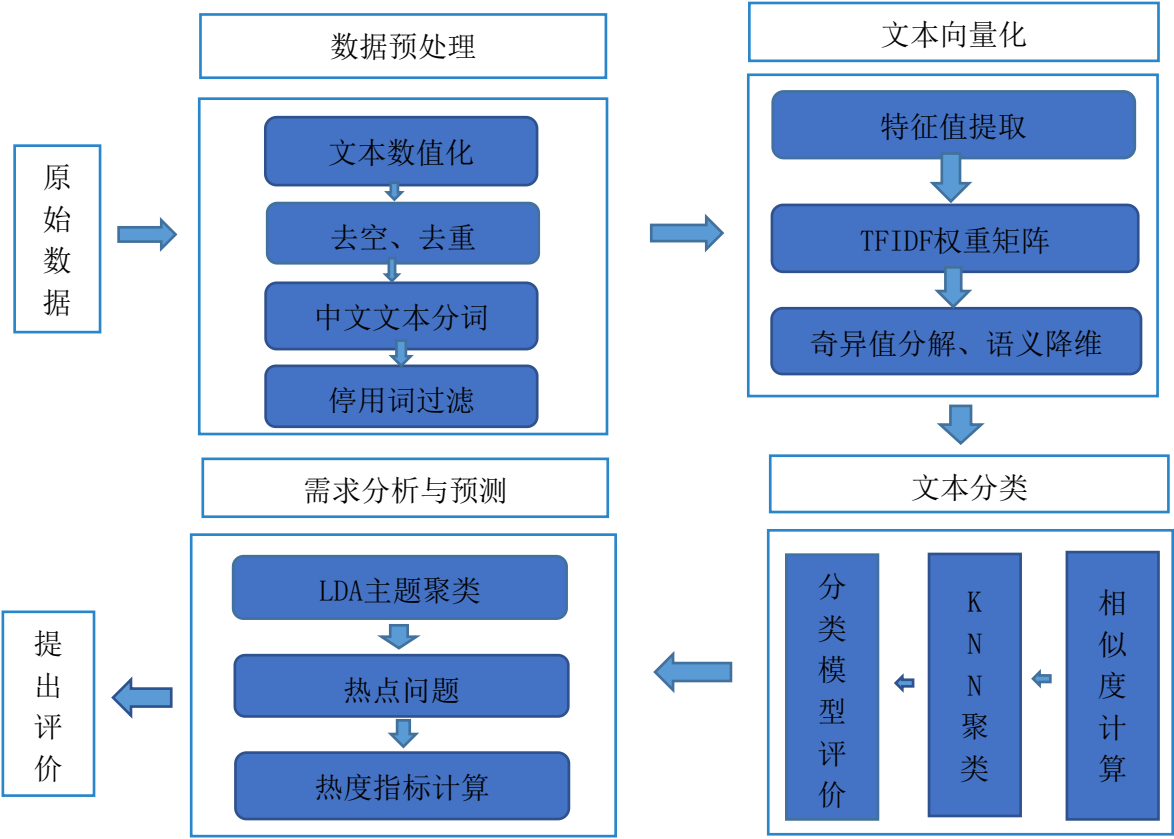 原始数据
数据预处理
文本数值化
去空、去重
中文文本分词
停用词过滤
文本向量化
特征值提取
TFIDF权重矩阵
奇异值分解、语义降维
文本分类
相似度计算
KNN聚类
分类模型评价
需求分析与预测
LDA主题聚类
热点问题
热度指标计算
提出评价